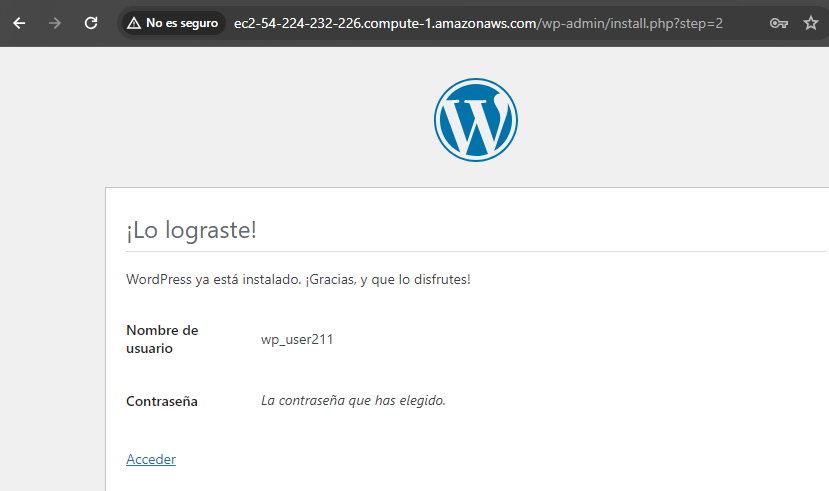 No es seguro ec2-54-224-232-226.compute-1.amazonaws.com/wp-admin/install.php?step=2
W
¡Lo lograste!
WordPress ya está instalado. ¡Gracias, y que lo disfrutes!
Nombre de
usuario
wp_user211
Contraseña
La contraseña que has elegido.
Acceder